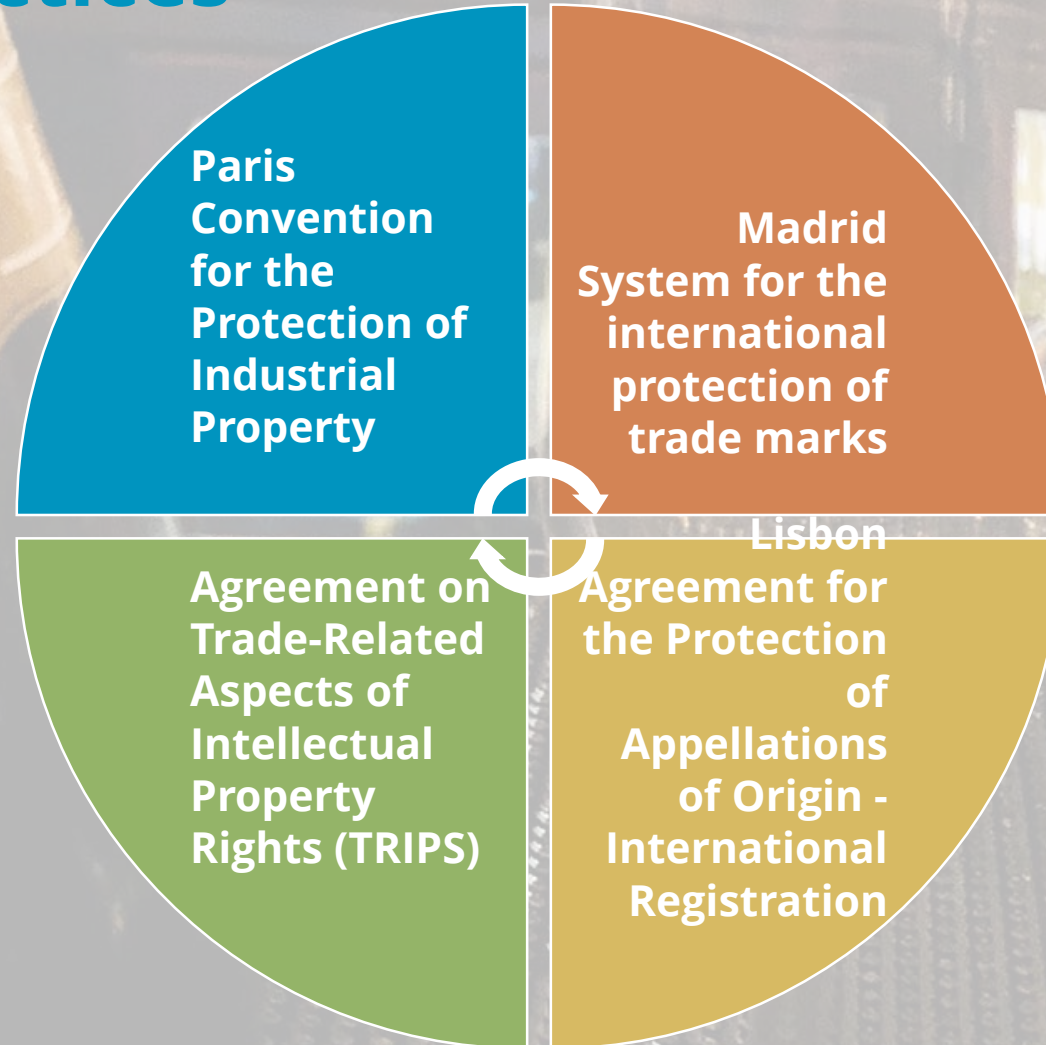 Paris
Convention
for the
Protection of
Industrial
Property
Madrid
System for the
international
protection of
trade marks
Agreement on
Trade-Related
Aspects of
Intellectual
Property
Rights (TRIPS)
Lisbon
Agreement for
the Protection
of
Appellations
of Origin -
International
Registration